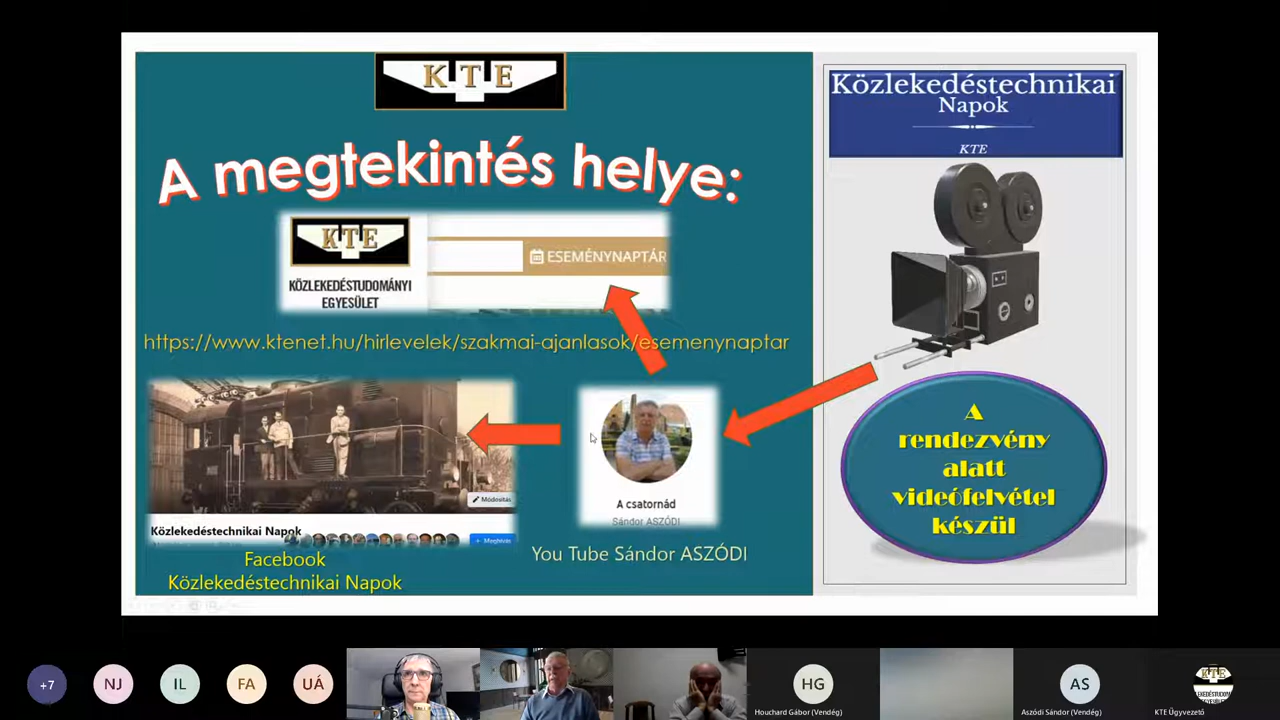 KTE
A megtekintés helye:
KTE
KÖZLEKEDÉSTUDOMÁNYI
EGYESÜLET
ESEMÉNYNAPTÁR
https://www.ktenet.hu/hirlevelek/szakmai-ajanlasok/esemenynaptar
Módosítás
Közlekedéstechnikai Napok
+ Meghívás
Facebook
Közlekedéstechnikai Napok
A csatornád
Sándor ASZÓDI
You Tube Sándor ASZÓDI
Közlekedéstechnikai
Napok
KTE
A
rendezvény
alatt
videófelvétel
készül
+7
NJ
IL
FA
UÁ
HG
Houchard Gábor (Vendég)
AS
Aszódi Sándor (Vendég)
KTE
KTE Ügyvezető